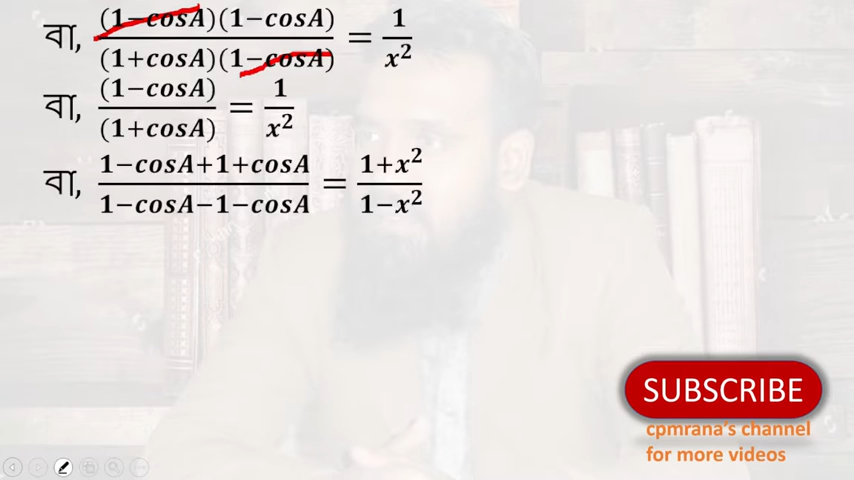 বা, (1−cosA)(1−cosA)/(1+cosA)(1−cosA) = 1/x²
বা, (1−cosA)/(1+cosA) = 1/x²
বা, 1−cosA+1+cosA/1−cosA−1−cosA = 1+x²/1−x²
SUBSCRIBE
cpmrana's channel
for more videos